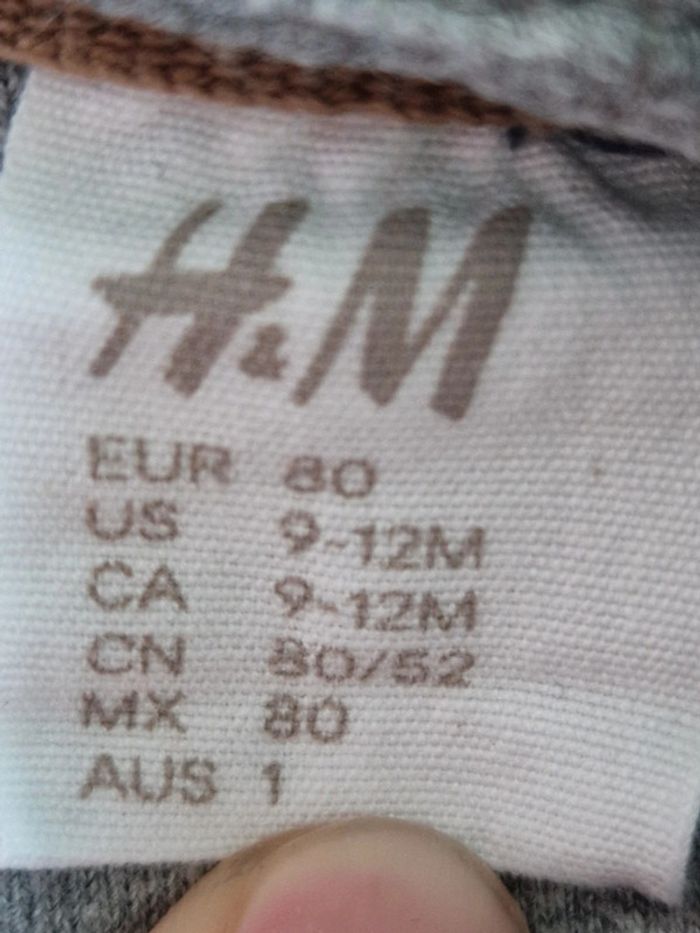 H&M
EUR 80
US 9-12M
CA 9-12M
CN 80/52
MX 80
AUS 1